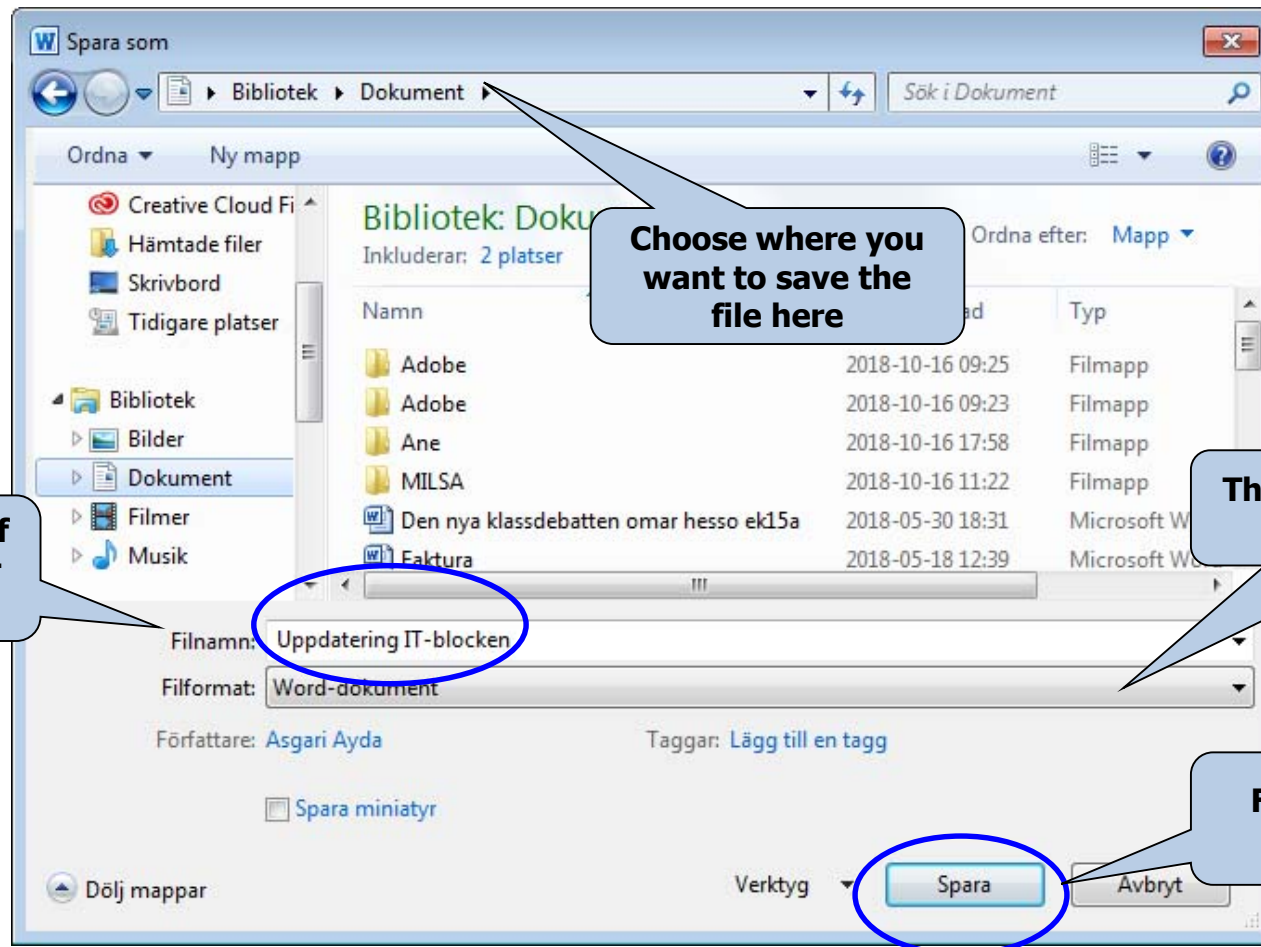 Spara som
Bibliotek Dokument
Sök i Dokument
Ordna Ny mapp
Creative Cloud Fi
Hämtade filer
Skrivbord
Tidigare platser
Bibliotek
Bilder
Dokument
Filmer
Musik
Bibliotek: Doku
Inkluderar: 2 platser
Ordna efter: Mapp
Choose where you
want to save the
file here
Namn ad Typ
Adobe 2018-10-16 09:25 Filmapp
Adobe 2018-10-16 09:23 Filmapp
Ane 2018-10-16 17:58 Filmapp
MILSA 2018-10-16 11:22 Filmapp
Den nya klassdebatten omar hesso ek15a 2018-05-30 18:31 Microsoft W
Faktura 2018-05-18 12:39 Microsoft
f
Th
Filnamn: Uppdatering IT-blocken
Filformat: Word-dokument
Författare: Asgari Ayda Taggar: Lägg till en tagg
Spara miniatyr
F
Dölj mappar Verktyg Spara Avbryt